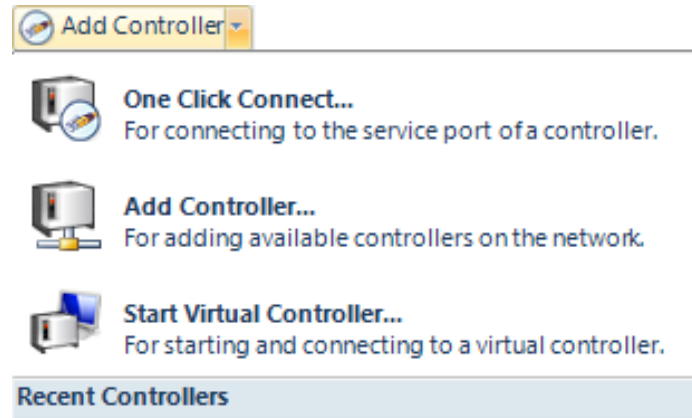 Add Controller
One Click Connect...
For connecting to the service port of a controller.
Add Controller...
For adding available controllers on the network.
Start Virtual Controller...
For starting and connecting to a virtual controller.
Recent Controllers